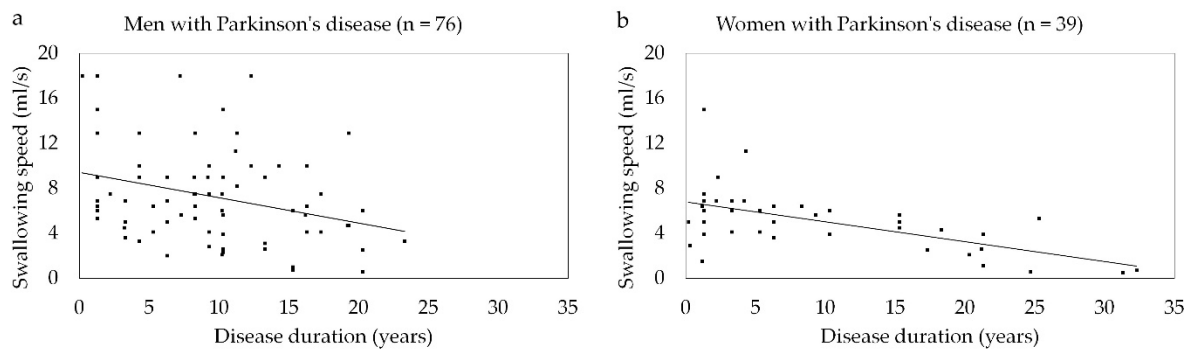 a
Men with Parkinson's disease (n = 76)
Swallowing speed (ml/s)
20
16
12
8
4
0
0 5 10 15 20 25 30 35
Disease duration (years)
b
Women with Parkinson's disease (n = 39)
Swallowing speed (ml/s)
20
16
12
8
4
0
0 5 10 15 20 25 30 35
Disease duration (years)